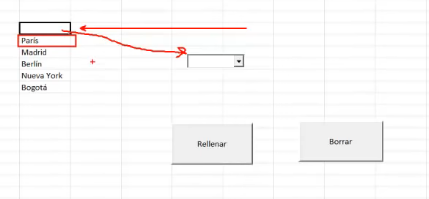 París
Madrid
Berlín
Nueva York
Bogotá
Rellenar
Borrar